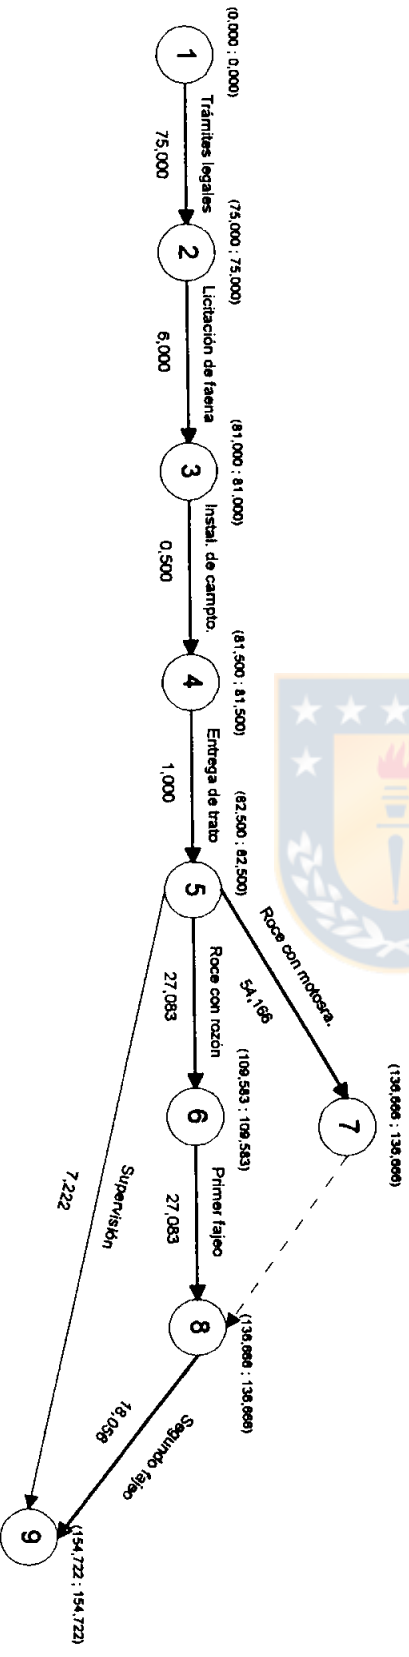 (0,000 ; 0,000)
1
Trámites legales
75,000
(75,000 ; 75,000)
2
Licitación de faena
6,000
(81,000 ; 81,000)
3
Instal. de campto.
0,500
(81,500 ; 81,500)
4
Entrega de trato
1,000
(82,500 ; 82,500)
5
Roce con motosra.
54,166
(136,666 ; 136,666)
7
Roce con rozón
27,083
(109,583 ; 109,583)
6
Primer fajeo
27,083
(136,666 ; 136,666)
8
Supervisión
7,222
Segundo fajeo
18,056
(154,722 ; 154,722)
9